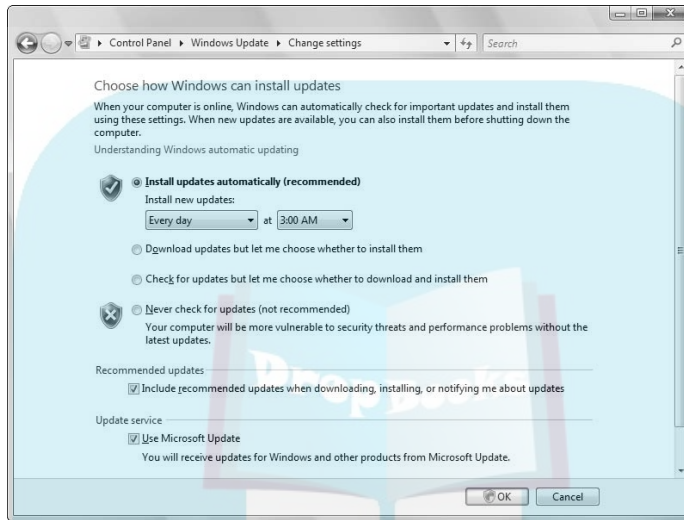 Control Panel ▸ Windows Update ▸ Change settings
Search
Choose how Windows can install updates
When your computer is online, Windows can automatically check for important updates and install them
using these settings. When new updates are available, you can also install them before shutting down the
computer.
Understanding Windows automatic updating
Install updates automatically (recommended)
Install new updates:
Every day at 3:00 AM
Download updates but let me choose whether to install them
Check for updates but let me choose whether to download and install them
Never check for updates (not recommended)
Your computer will be more vulnerable to security threats and performance problems without the
latest updates.
Recommended updates
Include recommended updates when downloading, installing, or notifying me about updates
Update service
Use Microsoft Update
You will receive updates for Windows and other products from Microsoft Update.
DropBooks
OK Cancel